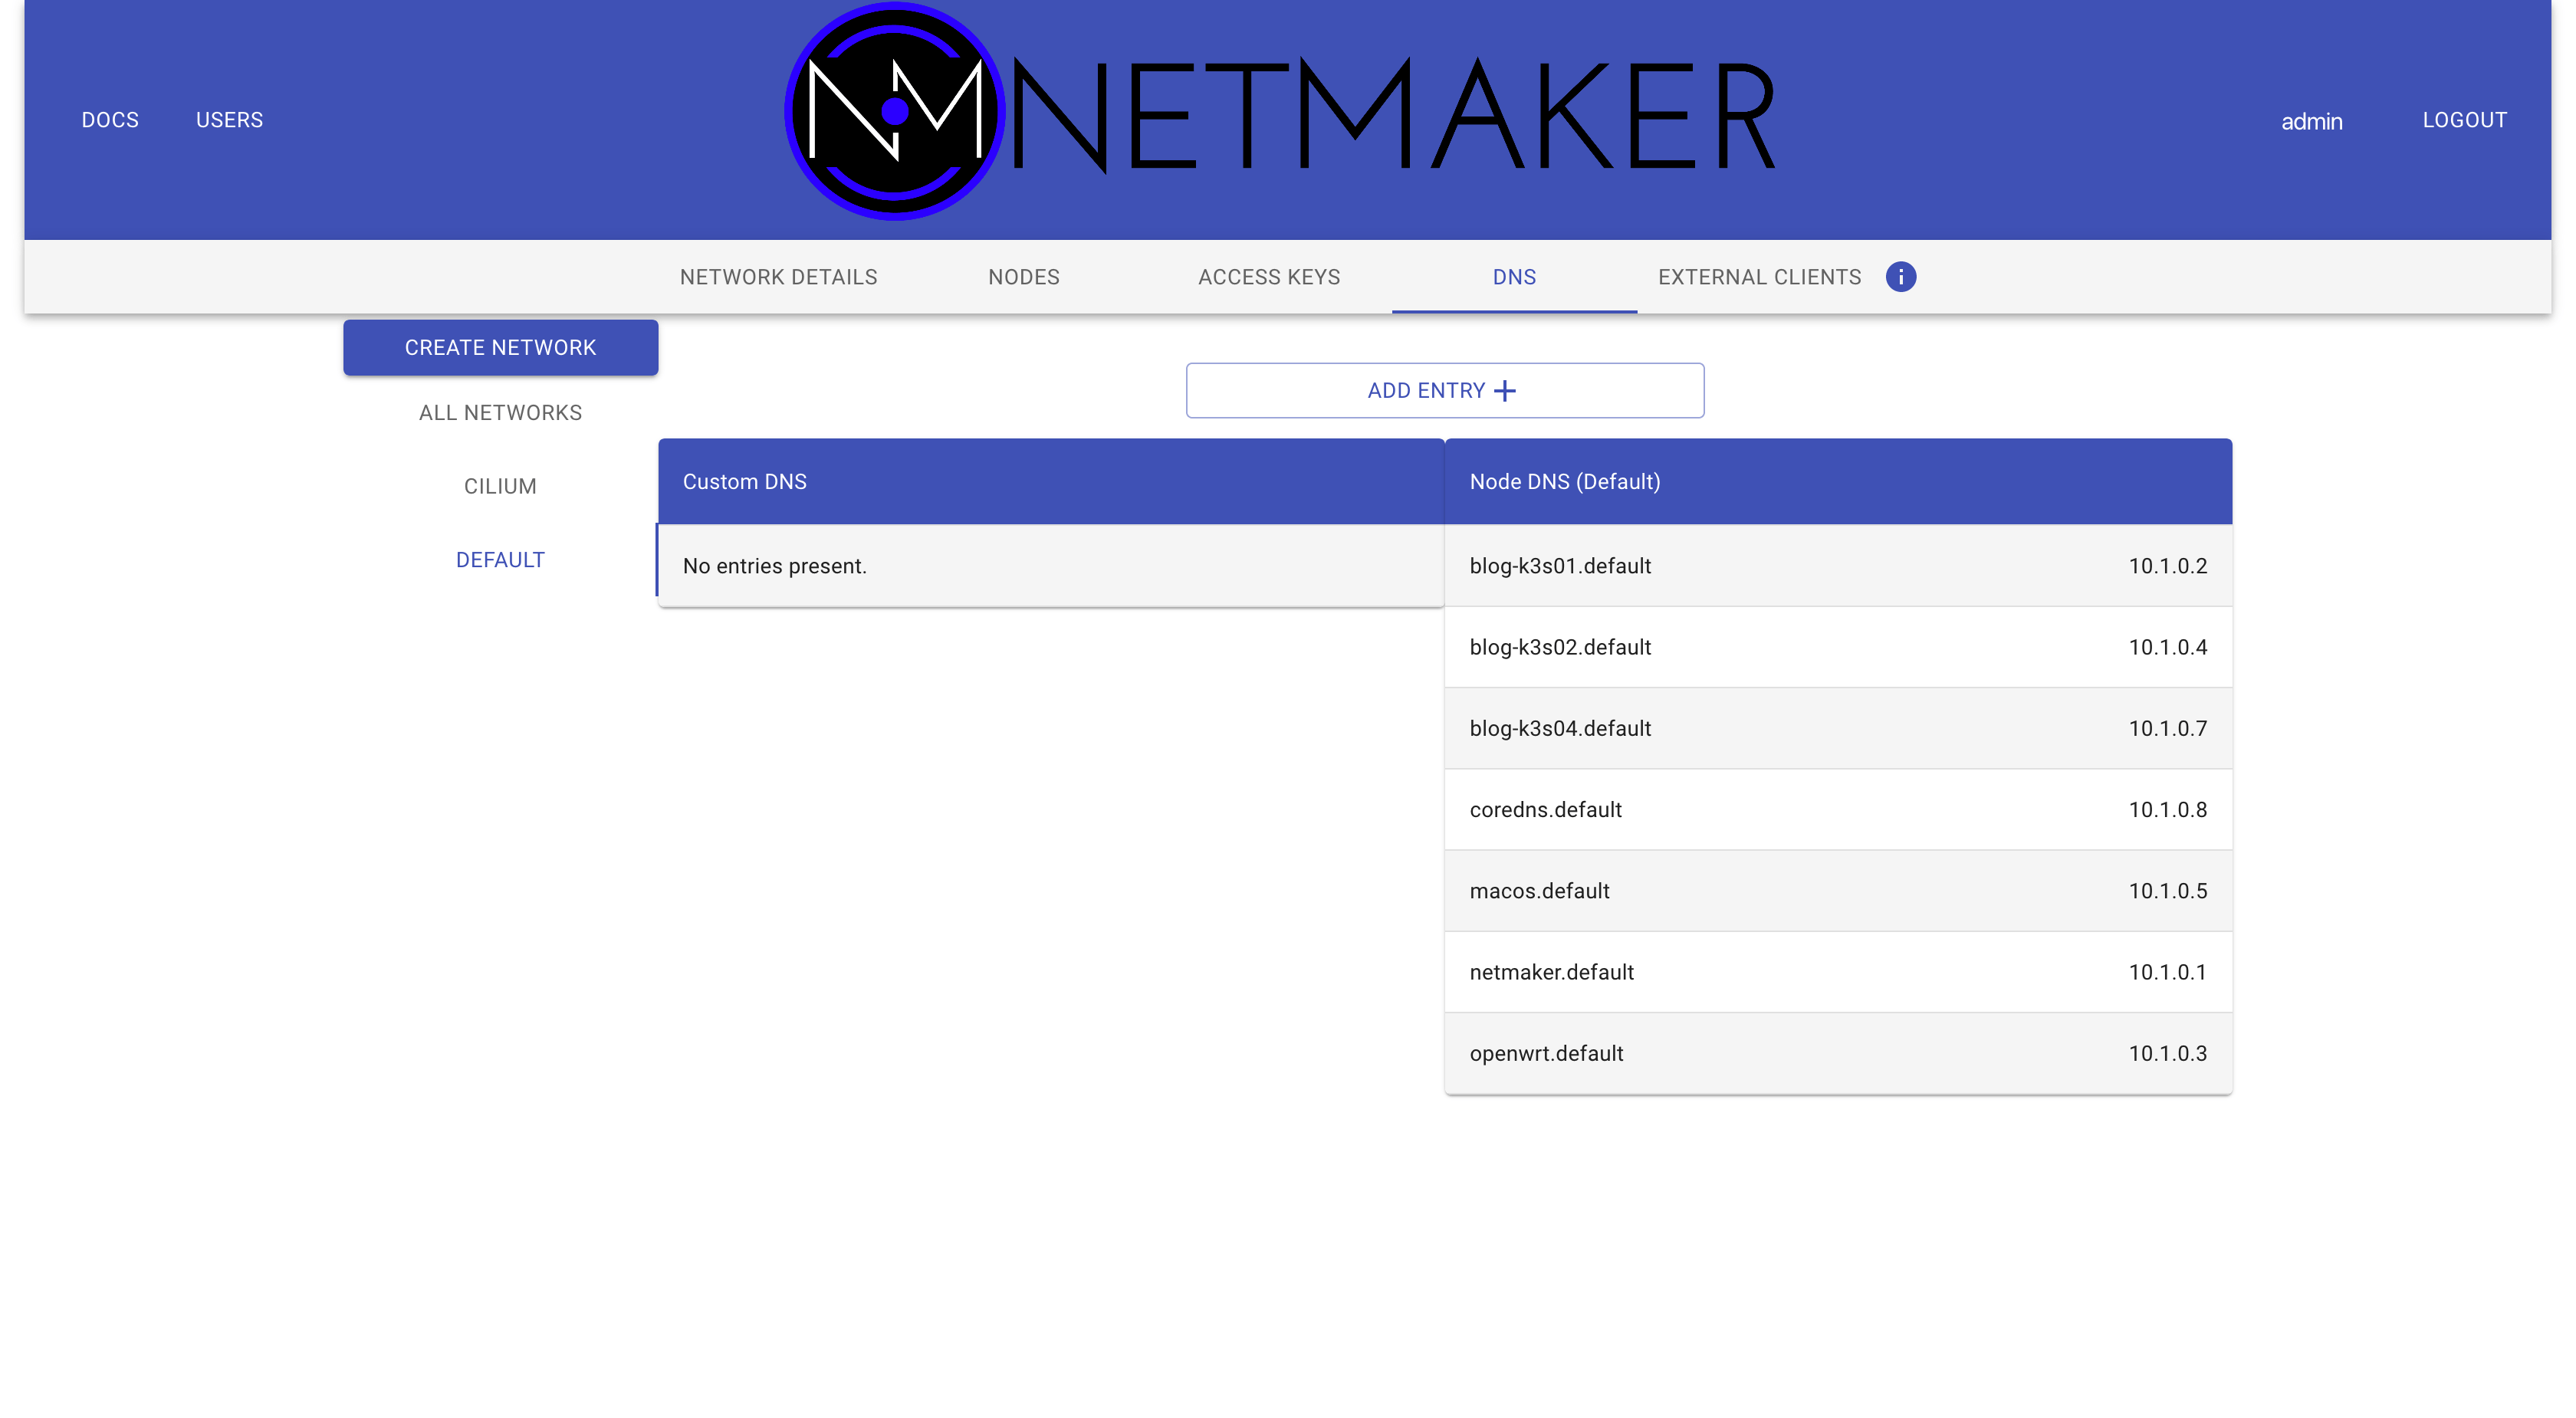 DOCS USERS NM NETMAKER admin LOGOUT
NETWORK DETAILS NODES ACCESS KEYS DNS EXTERNAL CLIENTS i
CREATE NETWORK
ALL NETWORKS
CILIUM
DEFAULT
ADD ENTRY +
Custom DNS
No entries present.
Node DNS (Default)
blog-k3s01.default 10.1.0.2
blog-k3s02.default 10.1.0.4
blog-k3s04.default 10.1.0.7
coredns.default 10.1.0.8
macos.default 10.1.0.5
netmaker.default 10.1.0.1
openwrt.default 10.1.0.3